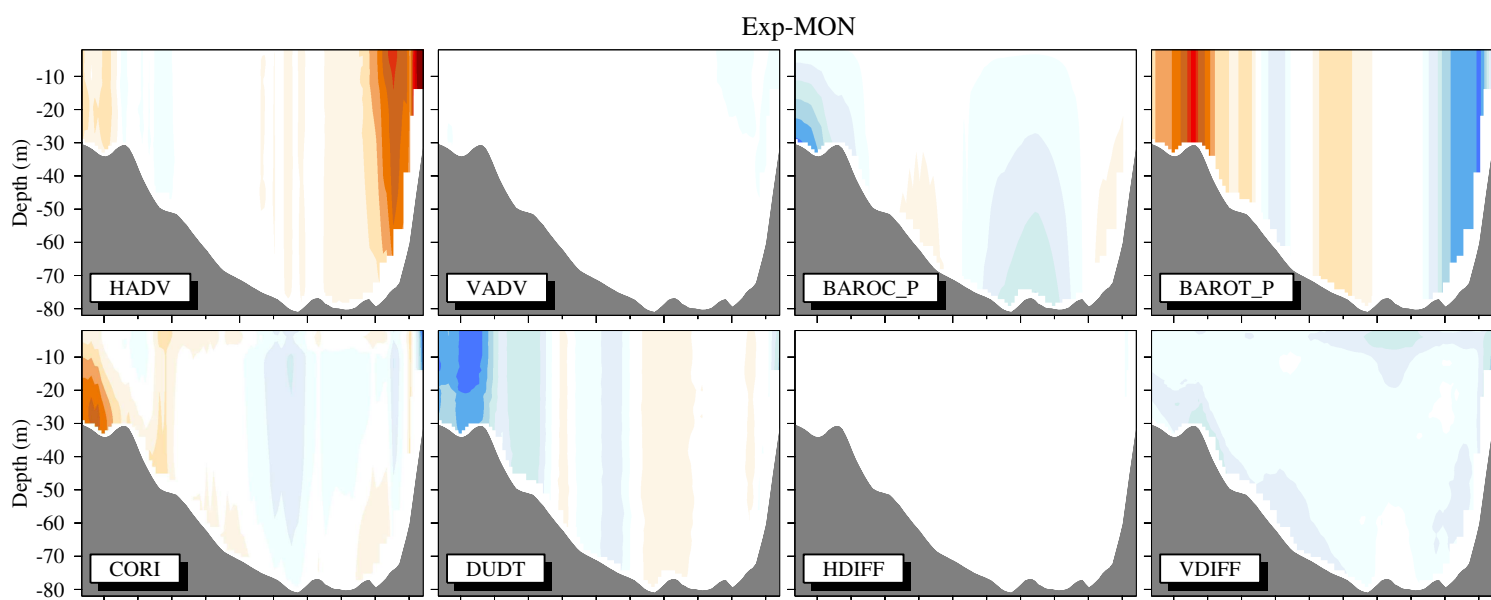 Exp-MON
Depth (m)
-10
-20
-30
-40
-50
-60
-70
-80
HADV
VADV
BAROC_P
BAROT_P
Depth (m)
-10
-20
-30
-40
-50
-60
-70
-80
CORI
DUDT
HDIFF
VDIFF